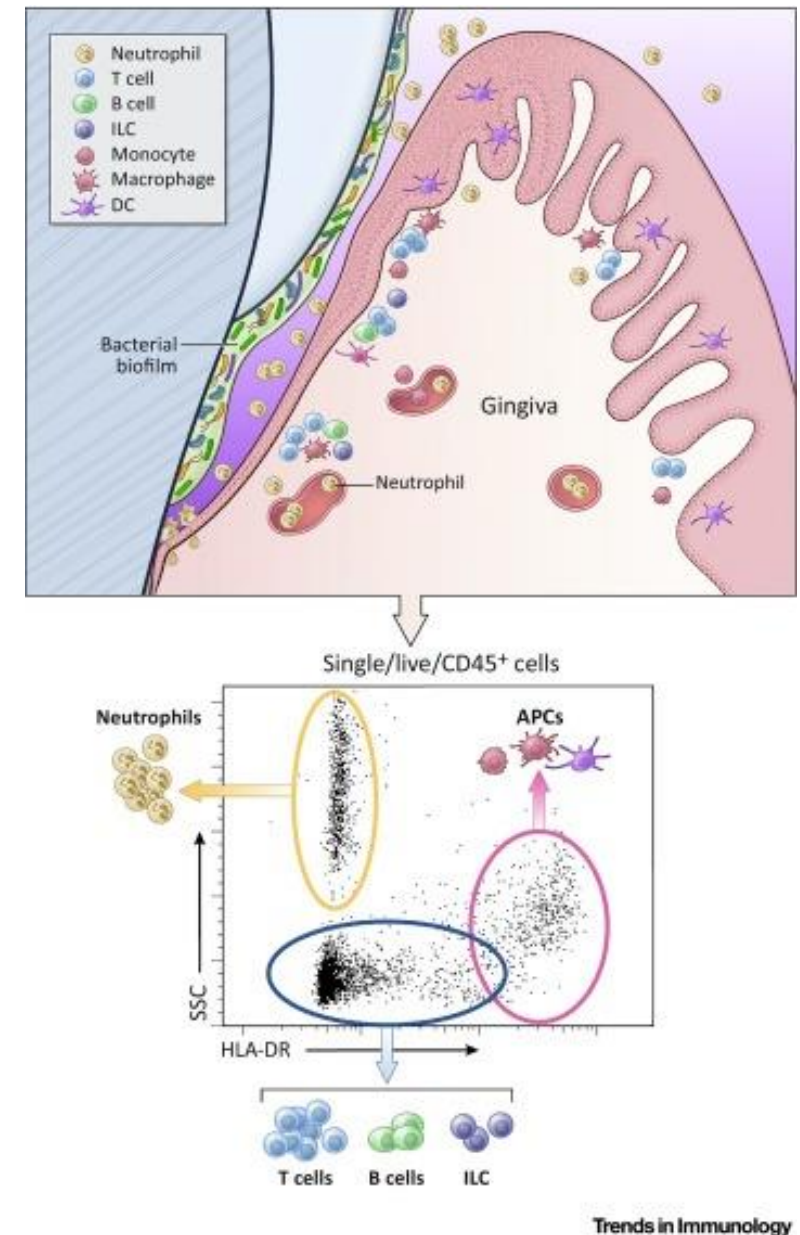 Neutrophil
T cell
B cell
ILC
Monocyte
Macrophage
DC
Bacterial
biofilm
Gingiva
Neutrophil
Single/live/CD45⁺ cells
Neutrophils
APCs
SSC
HLA-DR
T cells
B cells
ILC
Trends in Immunology